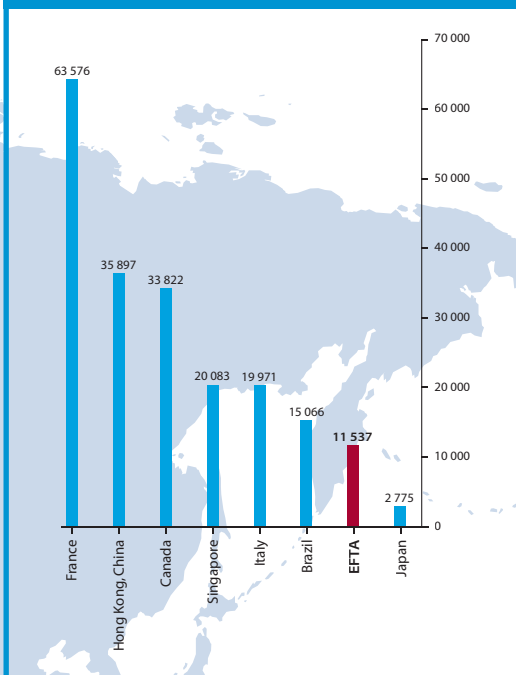 70 000
63 576
60 000
50 000
40 000
35 897
33 822
30 000
20 083
19 971
20 000
15 066
11 537
10 000
2 775
0
France
Hong Kong, China
Canada
Singapore
Italy
Brazil
EFTA
Japan